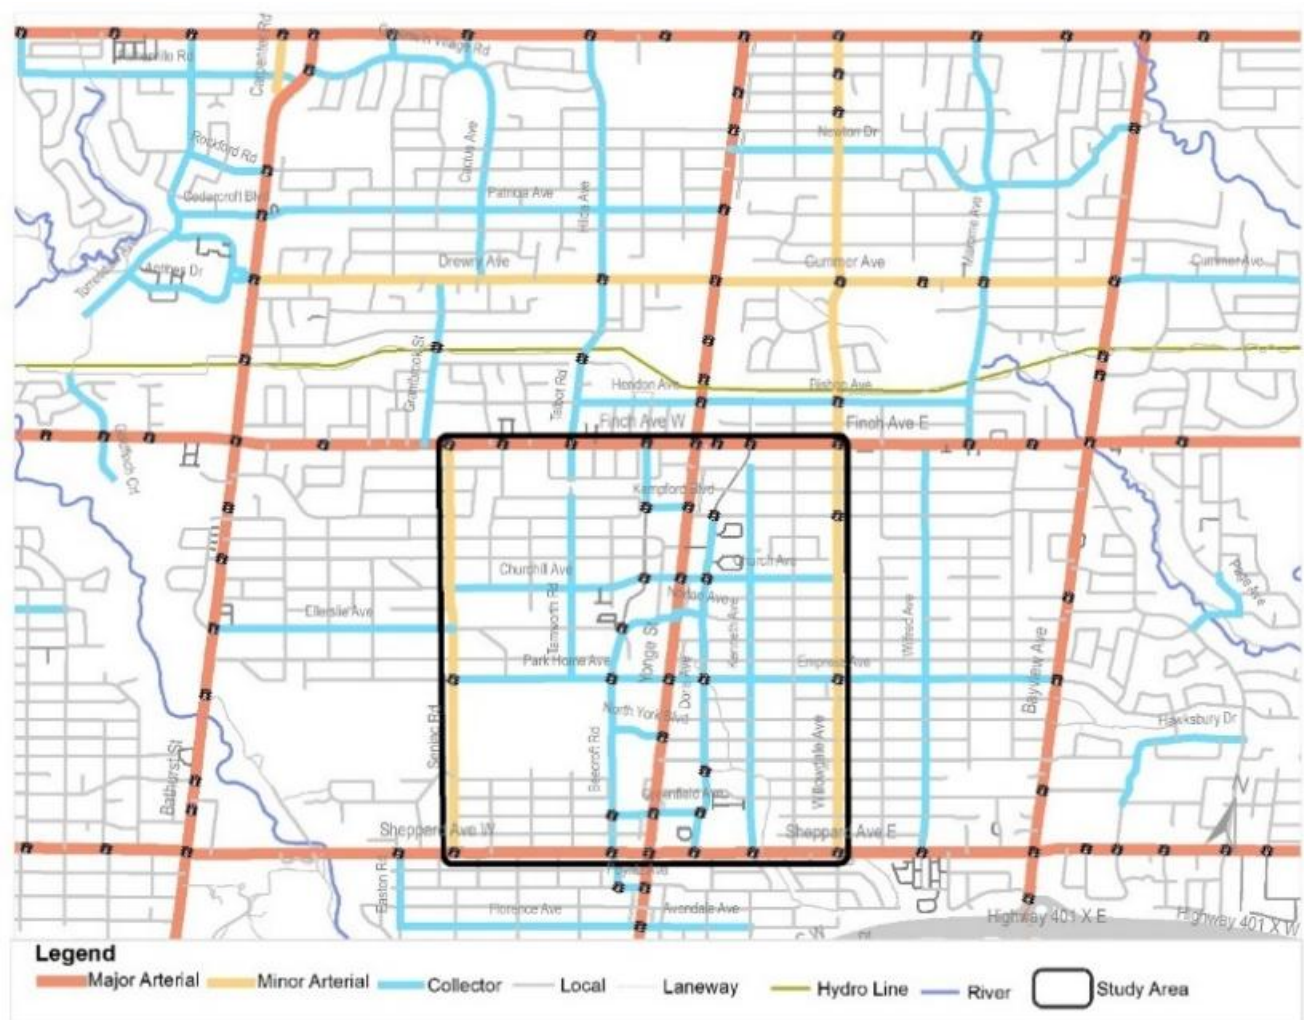 Carpenter Rd
Rockford Rd
Cactus Ave
Newton Dr
Cedarcroft Blvd
Patricia Ave
Hilda Ave
Antibes Dr
Drewry Ave
Cummer Ave
Cummer Ave
Grantbrook St
Talbot Rd
Hendon Ave
Bishop Ave
Finch Ave W
Finch Ave E
Kempford Blvd
Churchill Ave
Church Ave
Norton Ave
Ellerslie Ave
Tamworth Rd
Kenneth Ave
Wilfred Ave
Park Home Ave
Yonge St
Doris Ave
Empress Ave
Bayview Ave
North York Blvd
Hawksbury Dr
Senlac Rd
Beecroft Rd
Willowdale Ave
Bathurst St
Greenfield Ave
N
Sheppard Ave W
Sheppard Ave E
Easton Rd
Florence Ave
Avondale Ave
Highway 401 X E
Highway 401 X W
Legend
Major Arterial
Minor Arterial
Collector
Local
Laneway
Hydro Line
River
Study Area